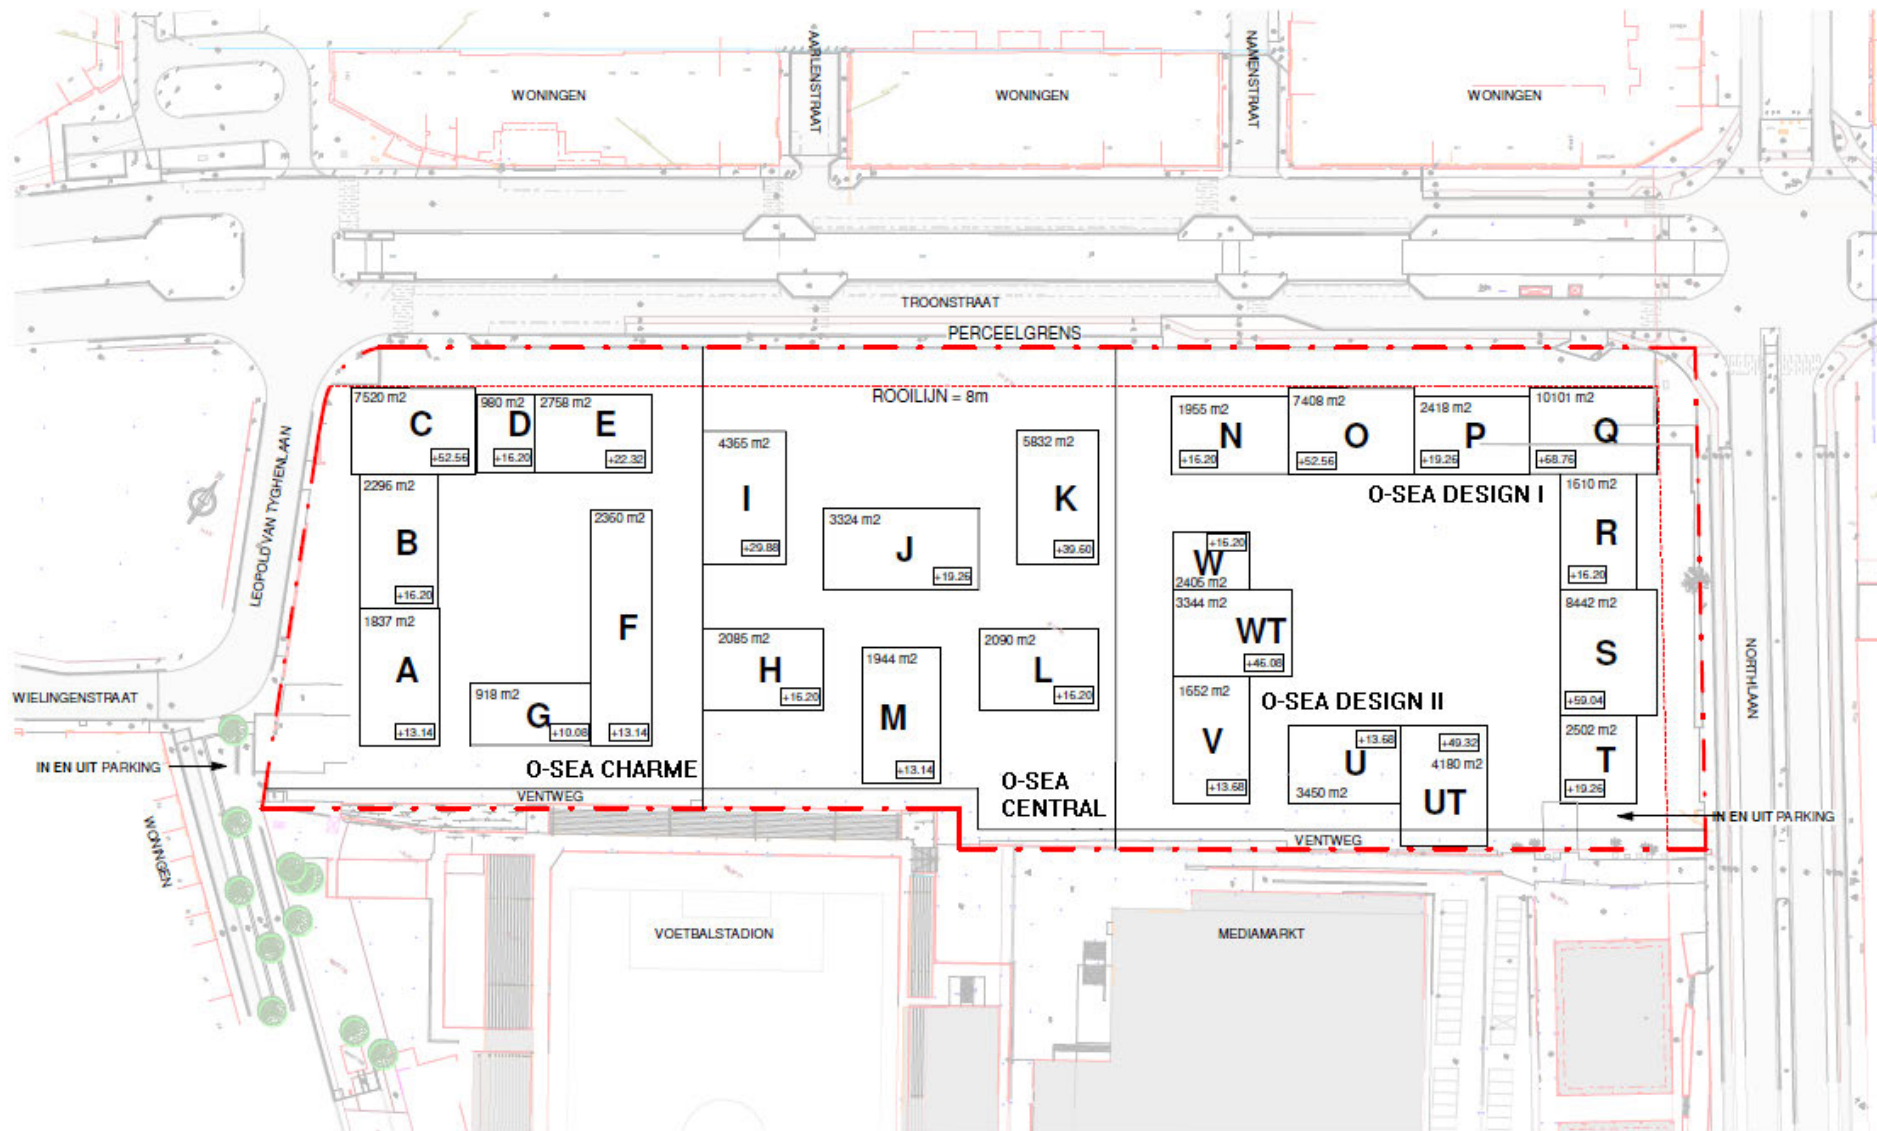 AARLENSTRAAT
NAMENSTRAAT
WONINGEN
WONINGEN
WONINGEN
TROONSTRAAT
PERCEELGRENS
ROOILIJN = 8m
LEOPOLD VAN TYGHENLAAN
7520 m2
C
+52.56
980 m2
D
+16.20
2758 m2
E
+22.32
2296 m2
B
+16.20
1837 m2
A
+13.14
2360 m2
F
+13.14
918 m2
G
+10.08
O-SEA CHARME
4365 m2
I
+29.88
3324 m2
J
+19.26
5832 m2
K
+39.60
2085 m2
H
+16.20
1944 m2
M
+13.14
2090 m2
L
+16.20
O-SEA
CENTRAL
1955 m2
N
+16.20
7408 m2
O
+52.56
2418 m2
P
+19.26
10101 m2
Q
+68.76
O-SEA DESIGN I
1610 m2
R
+16.20
8442 m2
S
+59.04
2502 m2
T
+19.26
+16.20
W
2405 m2
3344 m2
WT
+46.08
O-SEA DESIGN II
1652 m2
V
+13.68
+13.68
U
3450 m2
+49.32
4180 m2
UT
WIELINGENSTRAAT
IN EN UIT PARKING
VENTWEG
VENTWEG
IN EN UIT PARKING
NORTHLAAN
WONINGEN
VOETBALSTADION
MEDIAMARKT